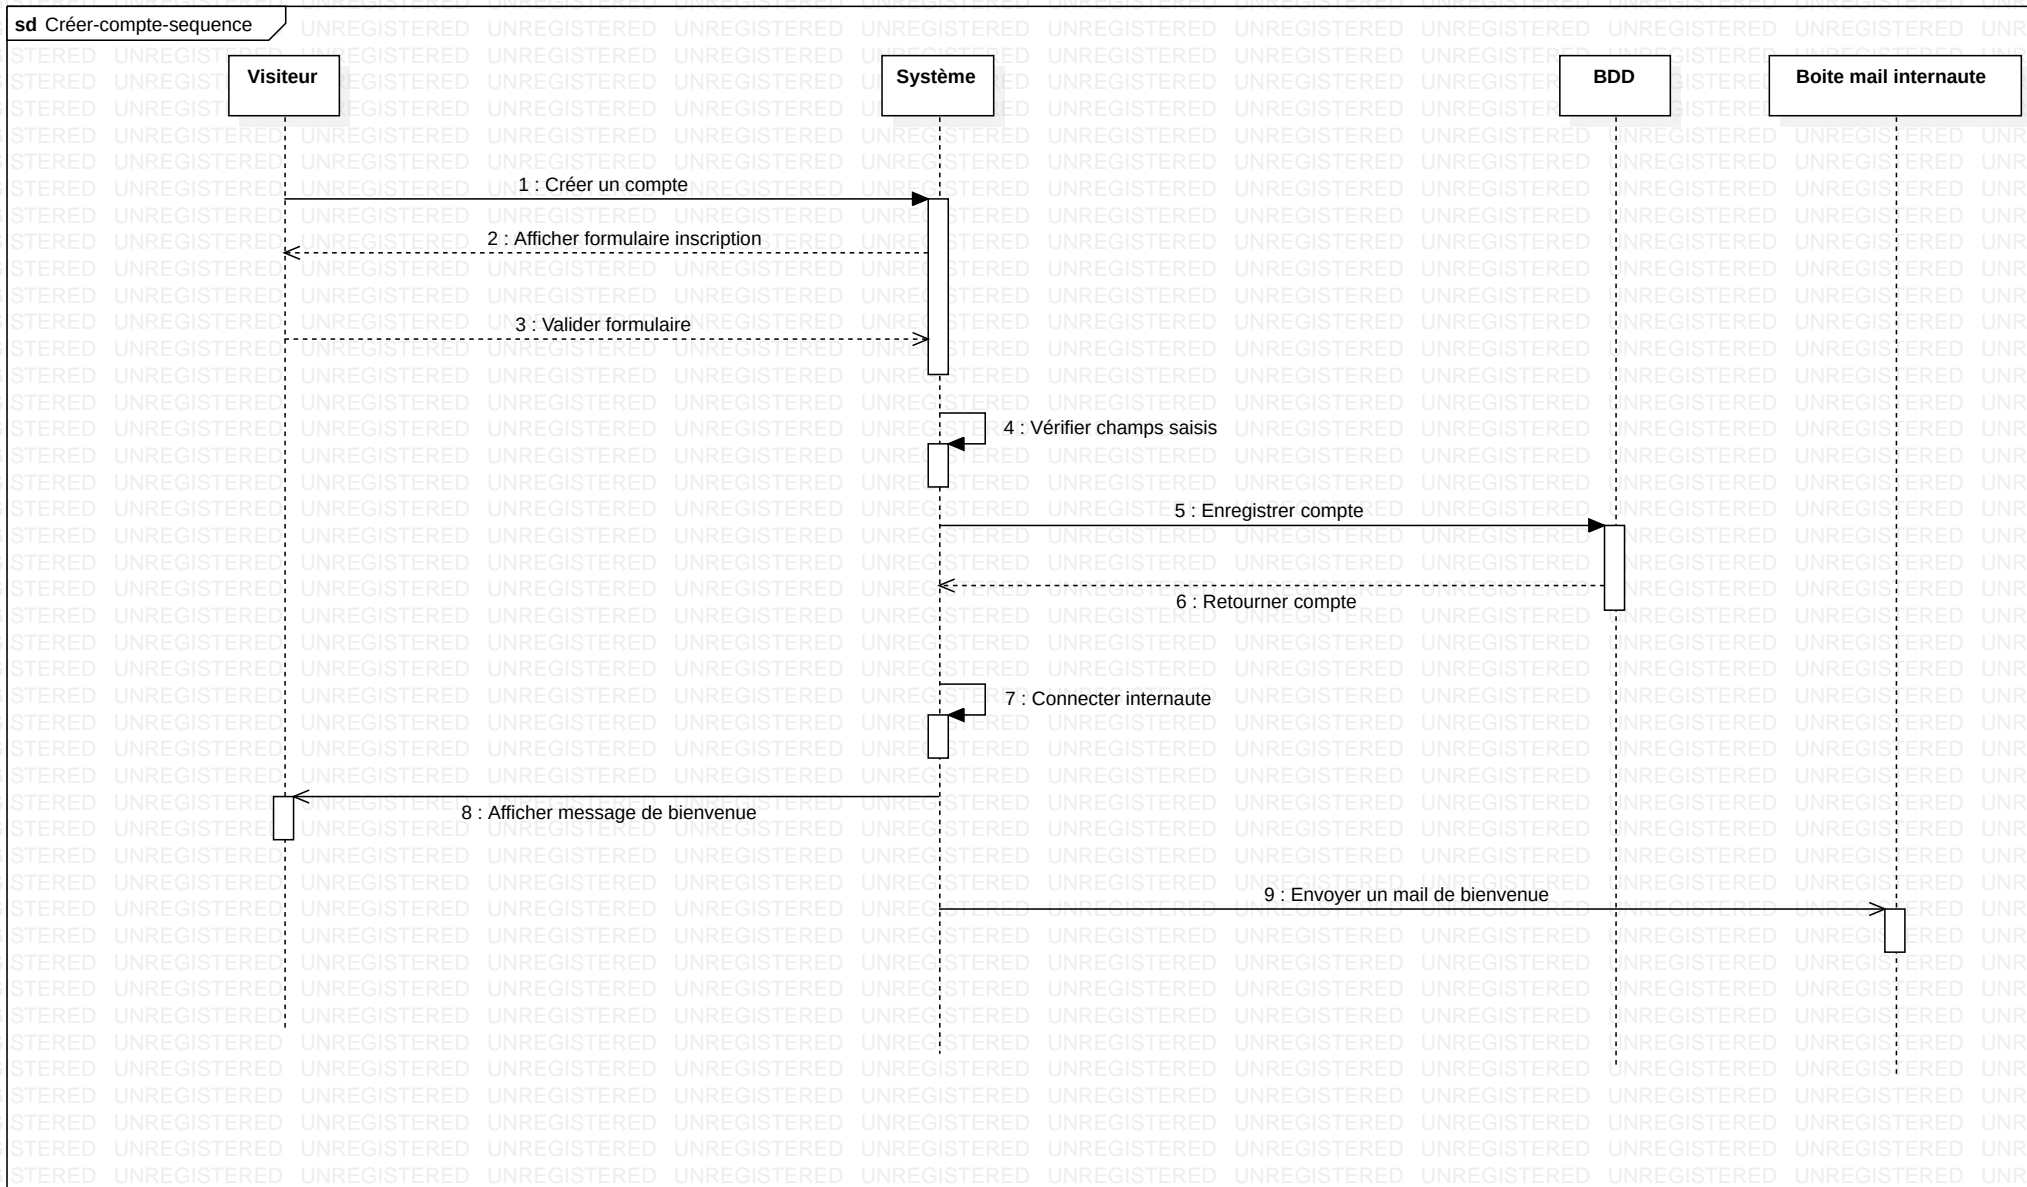 sd Créer-compte-sequence
Visiteur
Système
BDD
Boite mail internaute
1 : Créer un compte
2 : Afficher formulaire inscription
3 : Valider formulaire
4 : Vérifier champs saisis
5 : Enregistrer compte
6 : Retourner compte
7 : Connecter internaute
8 : Afficher message de bienvenue
9 : Envoyer un mail de bienvenue
UNREGISTERED